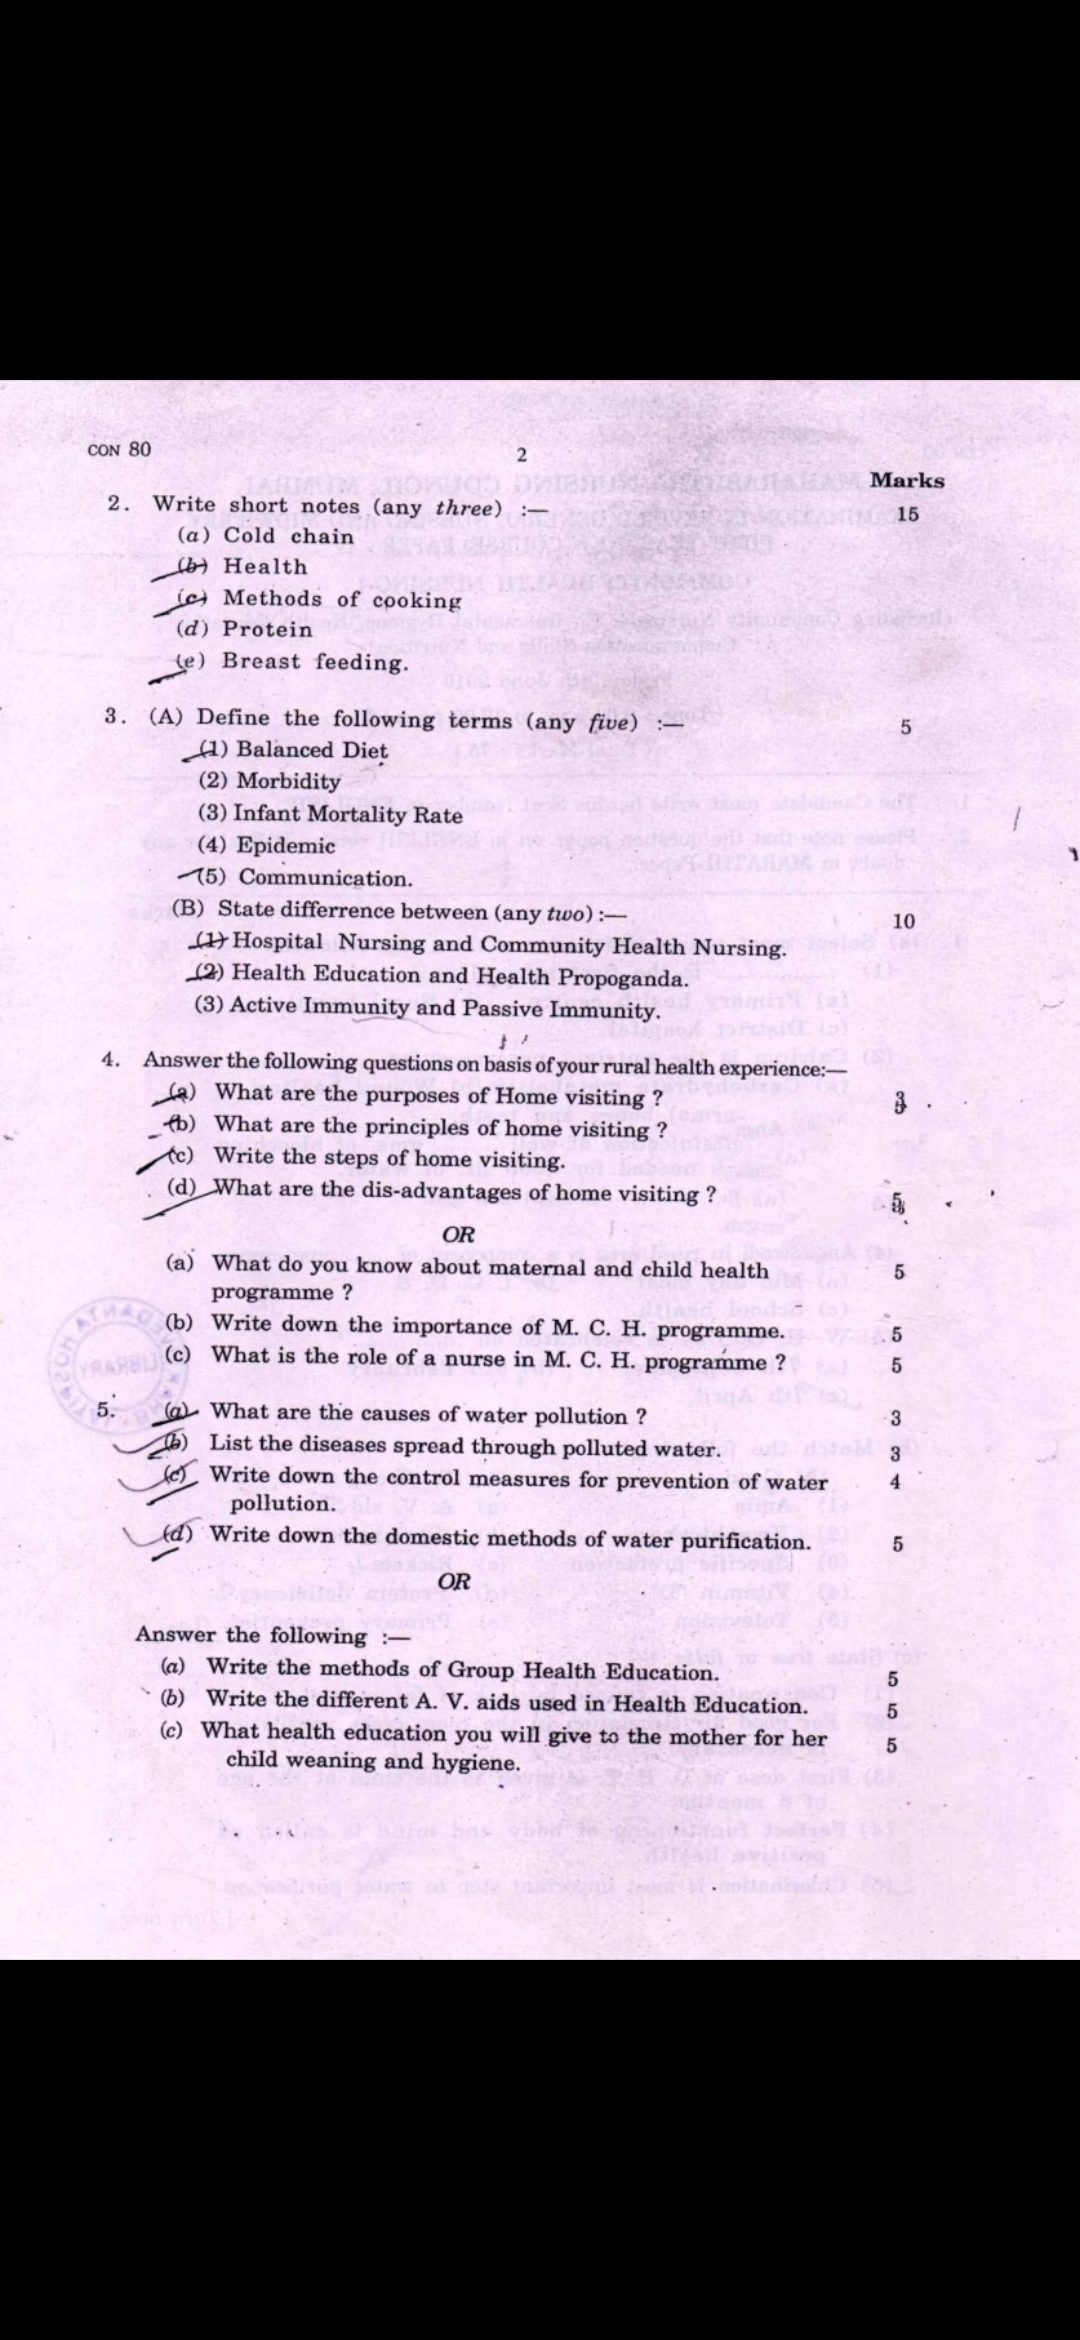 CON 80
2
Marks
2. Write short notes (any three) :— 15
(a) Cold chain
(b) Health
(c) Methods of cooking
(d) Protein
(e) Breast feeding.
3. (A) Define the following terms (any five) :— 5
(1) Balanced Diet
(2) Morbidity
(3) Infant Mortality Rate
(4) Epidemic
(5) Communication.
(B) State differrence between (any two) :— 10
(1) Hospital Nursing and Community Health Nursing.
(2) Health Education and Health Propoganda.
(3) Active Immunity and Passive Immunity.
4. Answer the following questions on basis of your rural health experience:—
(a) What are the purposes of Home visiting ?
(b) What are the principles of home visiting ?
(c) Write the steps of home visiting.
(d) What are the dis-advantages of home visiting ?
OR
(a) What do you know about maternal and child health 5
programme ?
(b) Write down the importance of M. C. H. programme. 5
(c) What is the role of a nurse in M. C. H. programme ? 5
5. (a) What are the causes of water pollution ? 3
(b) List the diseases spread through polluted water. 3
(c) Write down the control measures for prevention of water 4
pollution.
(d) Write down the domestic methods of water purification. 5
OR
Answer the following :—
(a) Write the methods of Group Health Education. 5
(b) Write the different A. V. aids used in Health Education. 5
(c) What health education you will give to the mother for her 5
child weaning and hygiene.